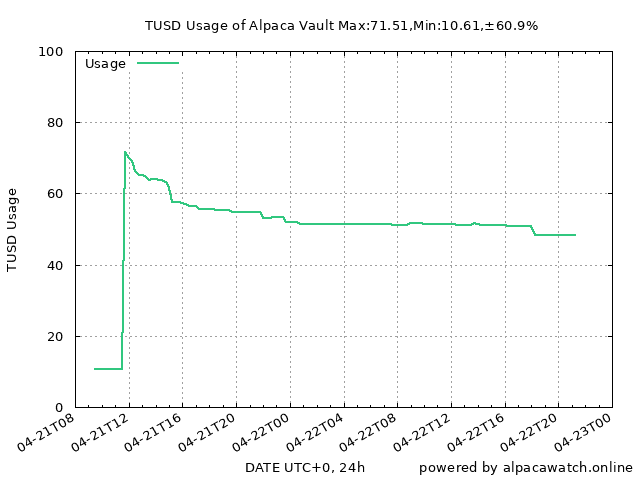 TUSD Usage of Alpaca Vault Max:71.51,Min:10.61,±60.9%
100
80
60
40
20
0
Usage
TUSD Usage
04-21T08
04-21T12
04-21T16
04-21T20
04-22T00
04-22T04
04-22T08
04-22T12
04-22T16
04-22T20
04-23T00
DATE UTC+0, 24h
powered by alpacawatch.online